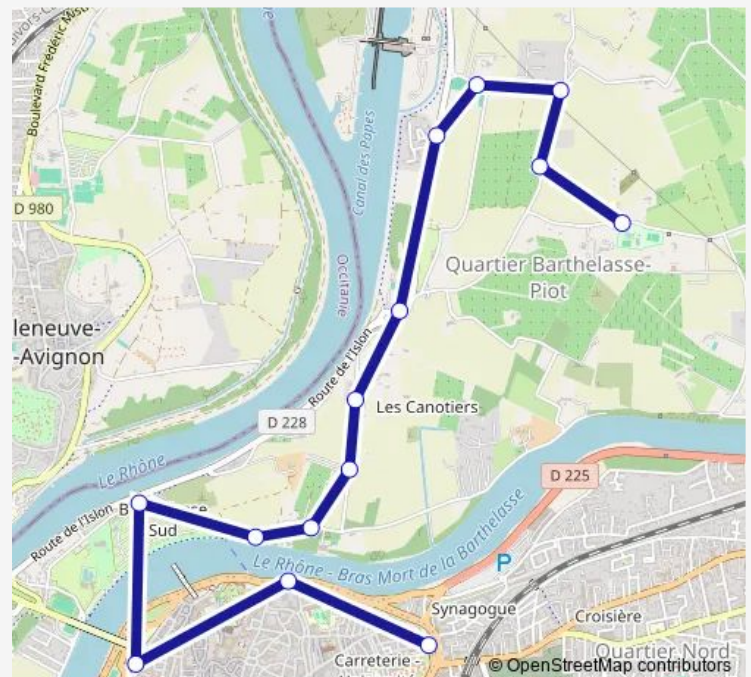 Boulevard Frédéric Mist
D 980
Canal des Papes
Occitanie
Quartier Barthelasse-
Piot
leneuve-
-Avignon
Route de l'Islon
Les Canotiers
D 228
Le Rhône
D 225
Route de l'Islon
B
Sud
Le Rhône - Bras Mort de la Barthelasse
P
Synagogue
Croisière
Carreterie -
Quartier Nord
© OpenStreetMap contributors